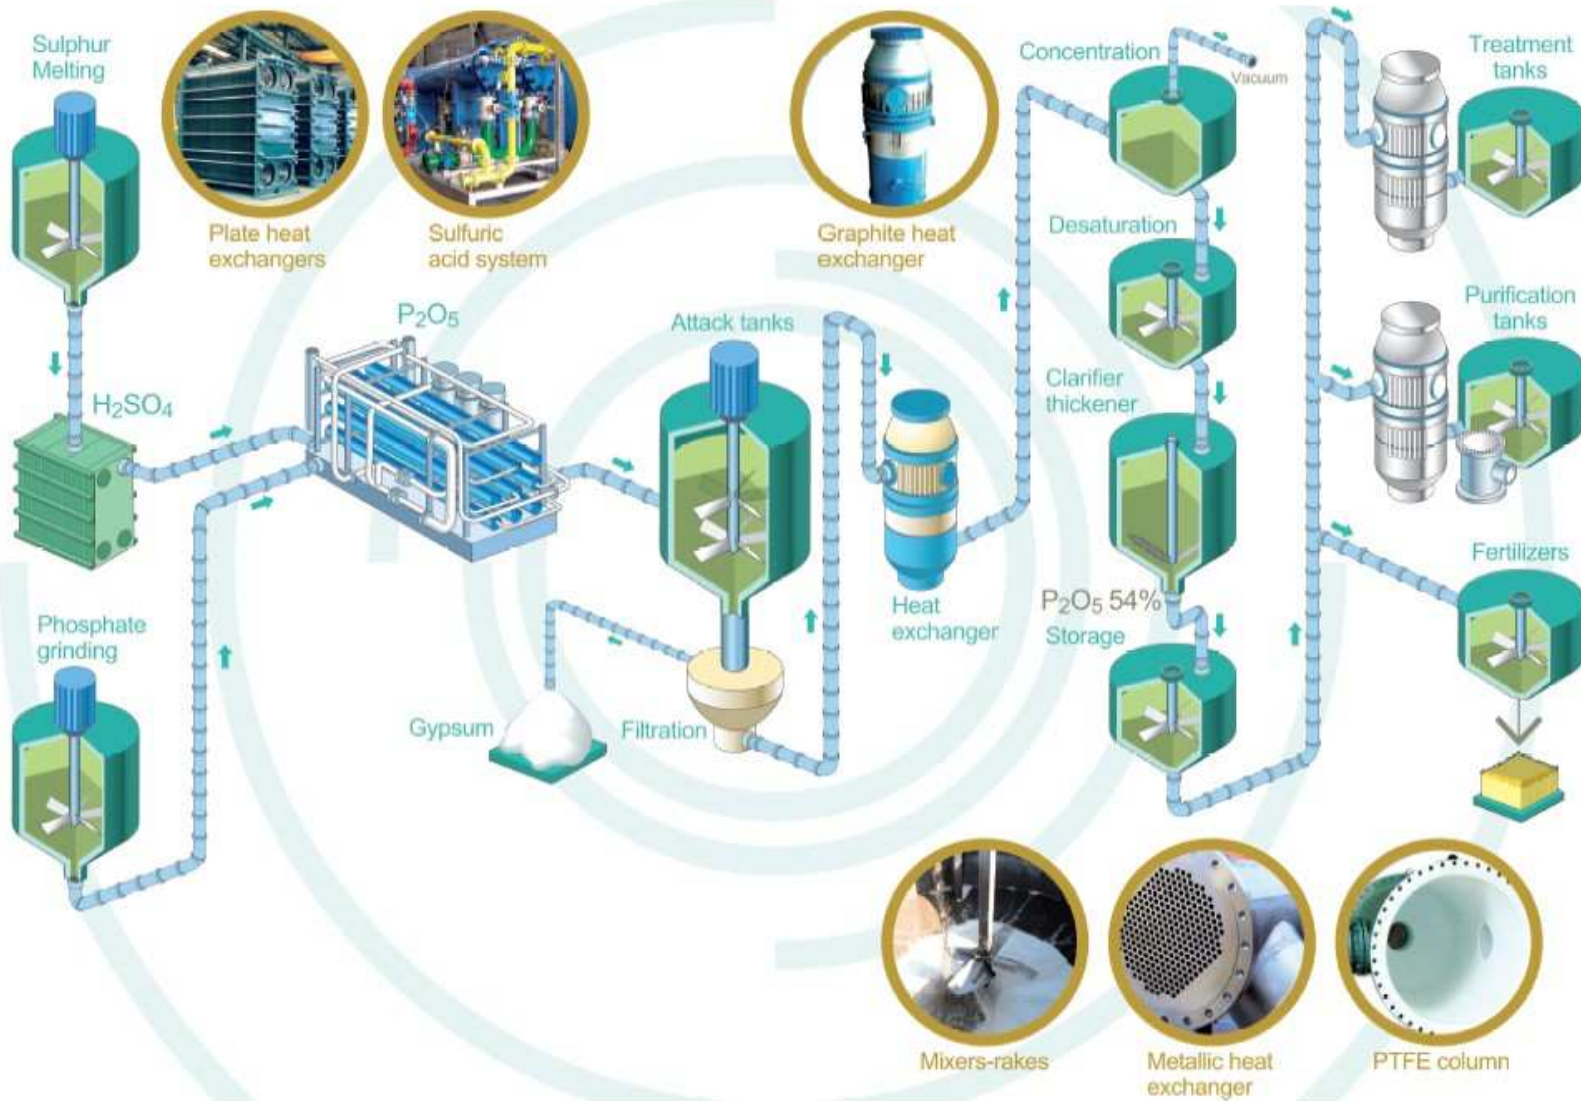 Sulphur
Melting
Plate heat
exchangers
Sulfuric
acid system
Graphite heat
exchanger
Concentration
Vacuum
Treatment
tanks
Desaturation
Purification
tanks
H₂SO₄
P₂O₅
Attack tanks
Clarifier
thickener
Heat
exchanger
P₂O₅ 54%
Storage
Fertilizers
Phosphate
grinding
Gypsum
Filtration
Mixers-rakes
Metallic heat
exchanger
PTFE column